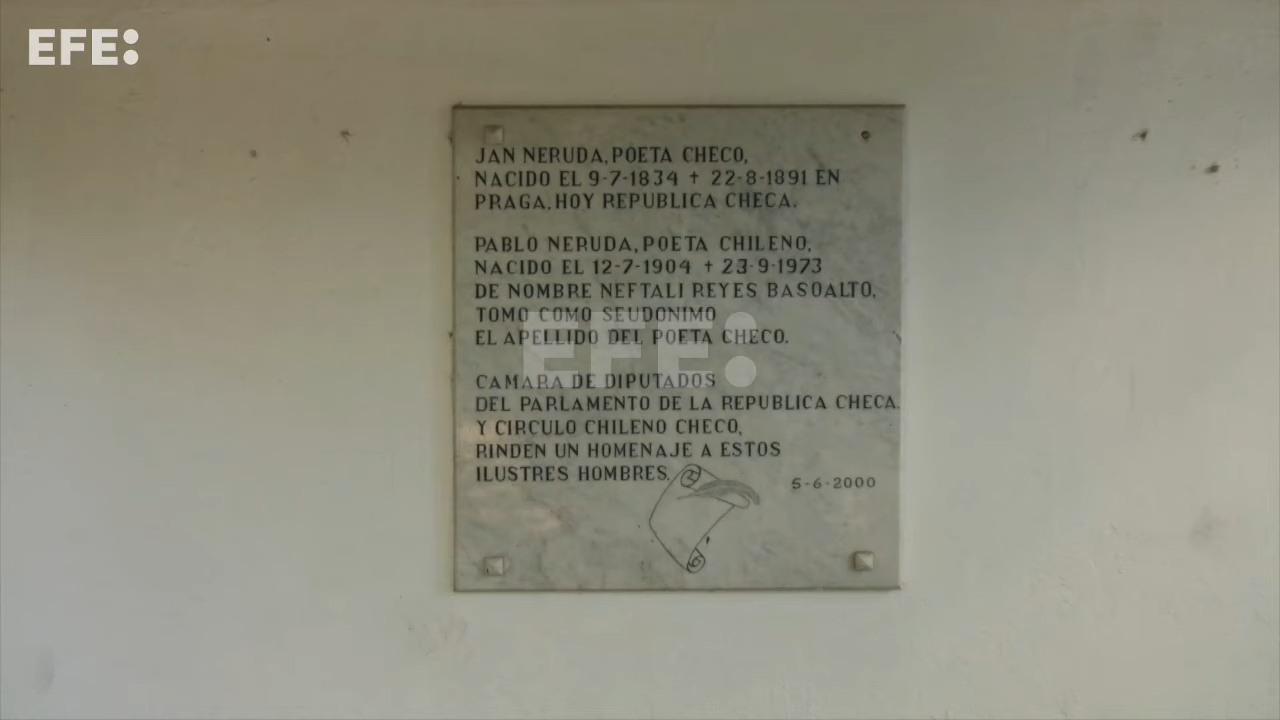 EFE:
JAN NERUDA, POETA CHECO,
NACIDO EL 9-7-1834 † 22-8-1891 EN
PRAGA, HOY REPUBLICA CHECA.
PABLO NERUDA, POETA CHILENO,
NACIDO EL 12-7-1904 † 23-9-1973
DE NOMBRE NEFTALI REYES BASOALTO,
TOMO COMO SEUDONIMO
EL APELLIDO DEL POETA CHECO.
EFE:
CAMARA DE DIPUTADOS
DEL PARLAMENTO DE LA REPUBLICA CHECA.
Y CIRCULO CHILENO CHECO,
RINDEN UN HOMENAJE A ESTOS
ILUSTRES HOMBRES.
5-6-2000